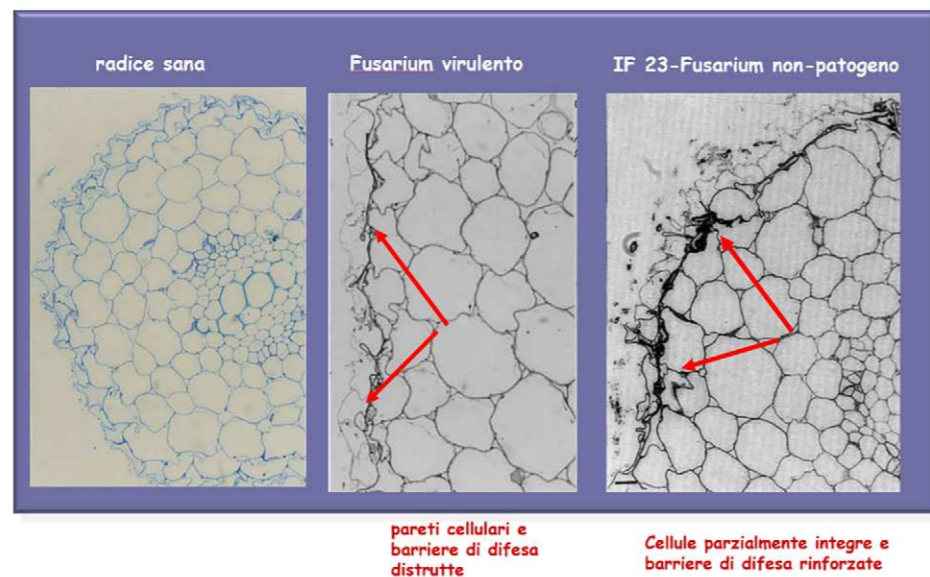 radice sana
Fusarium virulento
IF 23-Fusarium non-patogeno
pareti cellulari e
barriere di difesa
distrutte
Cellule parzialmente integre e
barriere di difesa rinforzate